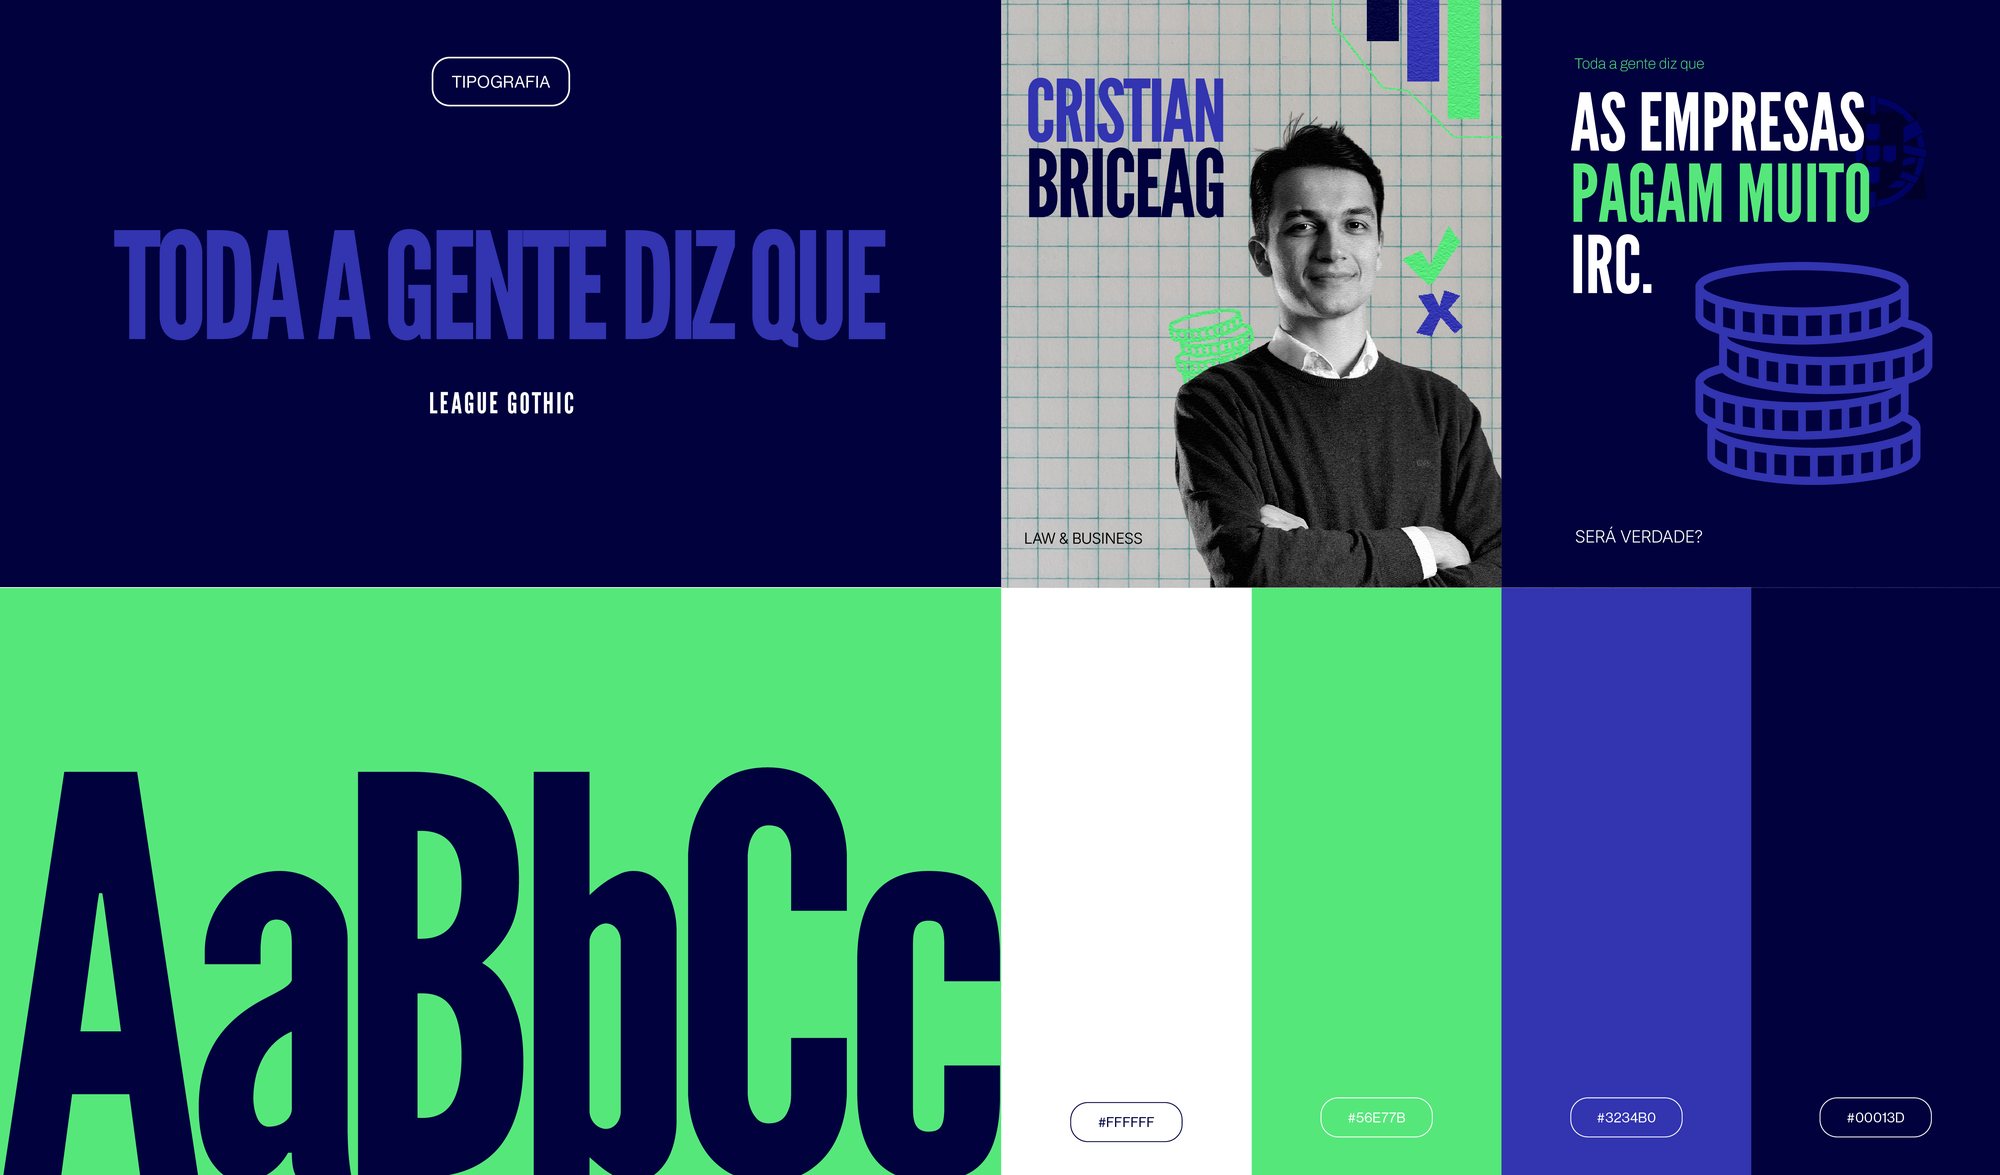 TIPOGRAFIA
TODA A GENTE DIZ QUE
LEAGUE GOTHIC
CRISTIAN
BRICEAG
LAW & BUSINESS
Toda a gente diz que
AS EMPRESAS
PAGAM MUITO
IRC.
SERÁ VERDADE?
AaBbCc
#FFFFFF
#56E77B
#3234B0
#00013D